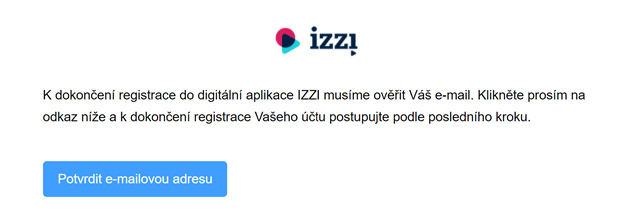 izzi
K dokončení registrace do digitální aplikace IZZI musíme ověřit Váš e-mail. Klikněte prosím na
odkaz níže a k dokončení registrace Vašeho účtu postupujte podle posledního kroku.
Potvrdit e-mailovou adresu